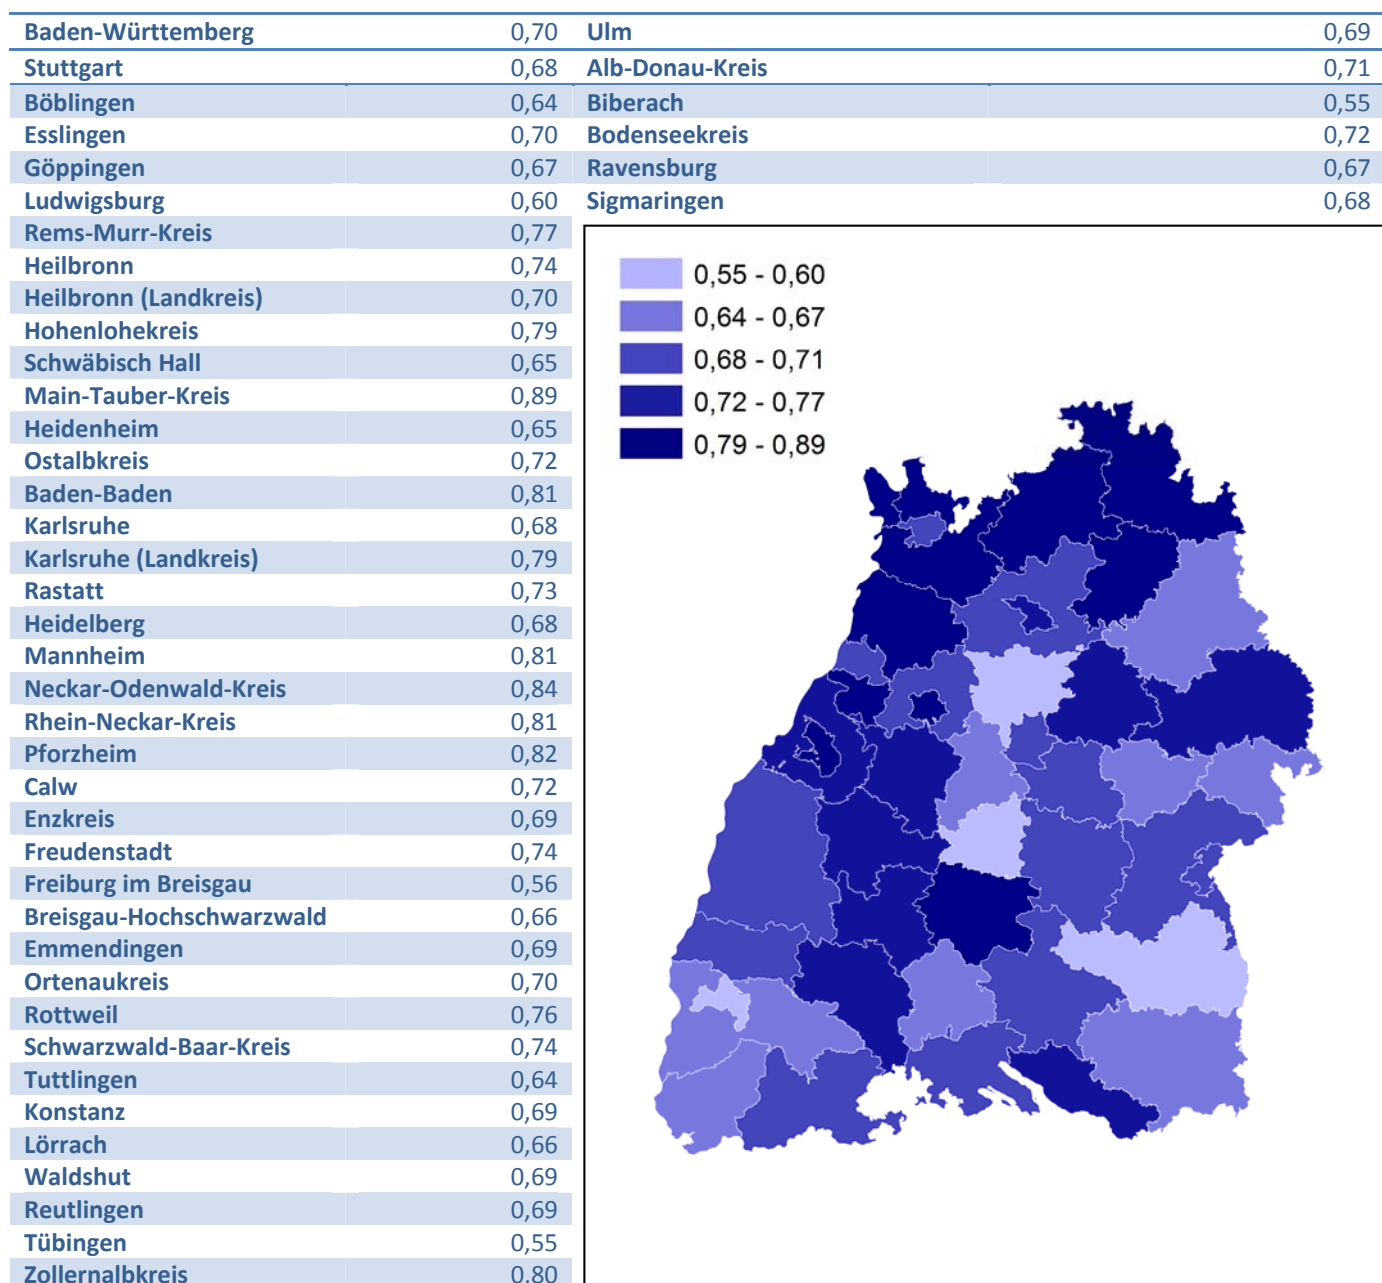 Baden-Württemberg 0,70
Stuttgart 0,68
Böblingen 0,64
Esslingen 0,70
Göppingen 0,67
Ludwigsburg 0,60
Rems-Murr-Kreis 0,77
Heilbronn 0,74
Heilbronn (Landkreis) 0,70
Hohenlohekreis 0,79
Schwäbisch Hall 0,65
Main-Tauber-Kreis 0,89
Heidenheim 0,65
Ostalbkreis 0,72
Baden-Baden 0,81
Karlsruhe 0,68
Karlsruhe (Landkreis) 0,79
Rastatt 0,73
Heidelberg 0,68
Mannheim 0,81
Neckar-Odenwald-Kreis 0,84
Rhein-Neckar-Kreis 0,81
Pforzheim 0,82
Calw 0,72
Enzkreis 0,69
Freudenstadt 0,74
Freiburg im Breisgau 0,56
Breisgau-Hochschwarzwald 0,66
Emmendingen 0,69
Ortenaukreis 0,70
Rottweil 0,76
Schwarzwald-Baar-Kreis 0,74
Tuttlingen 0,64
Konstanz 0,69
Lörrach 0,66
Waldshut 0,69
Reutlingen 0,69
Tübingen 0,55
Zollernalbkreis 0,80
Ulm 0,69
Alb-Donau-Kreis 0,71
Biberach 0,55
Bodenseekreis 0,72
Ravensburg 0,67
Sigmaringen 0,68
0,55 - 0,60
0,64 - 0,67
0,68 - 0,71
0,72 - 0,77
0,79 - 0,89